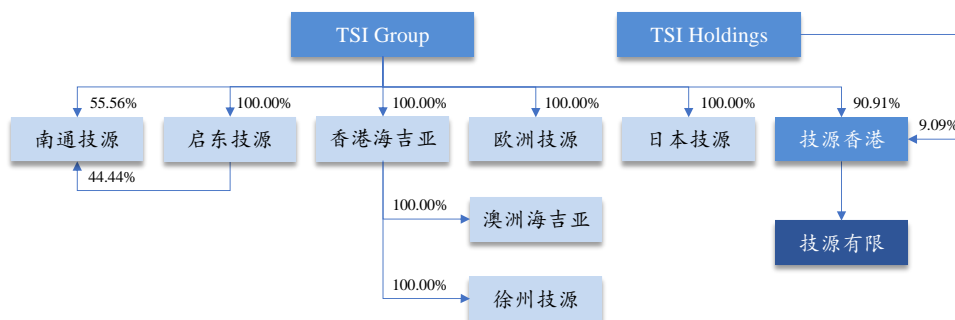 TSI Group
TSI Holdings
55.56%
100.00%
100.00%
100.00%
100.00%
90.91%
南通技源
启东技源
香港海吉亚
欧洲技源
日本技源
技源香港
9.09%
44.44%
100.00%
澳洲海吉亚
技源有限
100.00%
徐州技源